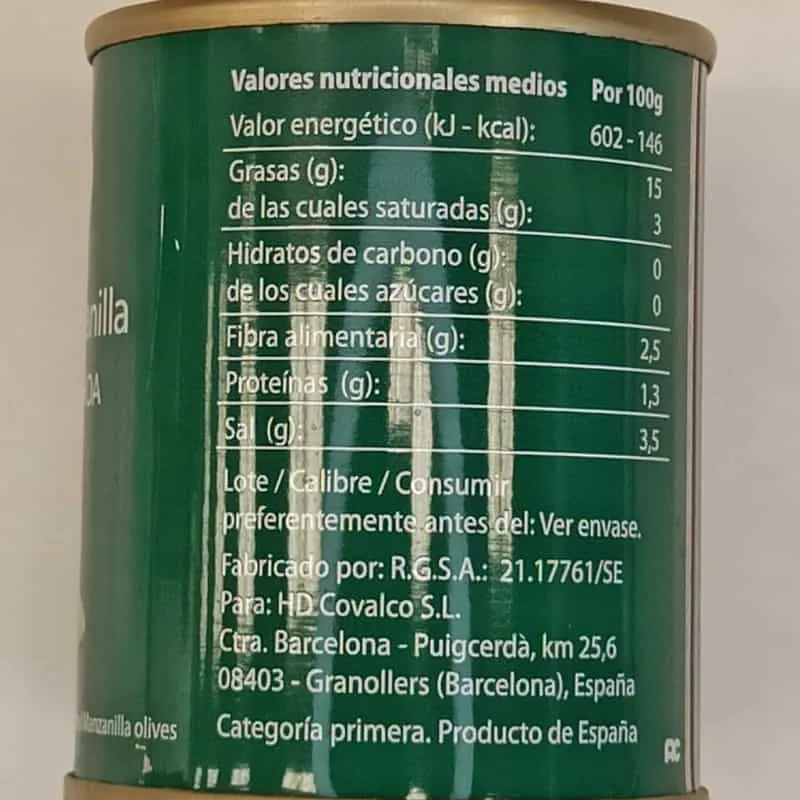 Valores nutricionales medios Por 100g
Valor energético (kJ - kcal): 602 - 146
Grasas (g): 15
de las cuales saturadas (g): 3
Hidratos de carbono (g): 0
de los cuales azúcares (g): 0
Fibra alimentaria (g): 2,5
Proteínas (g): 1,3
Sal (g): 3,5
Lote / Calibre / Consumir
preferentemente antes del: Ver envase.
Fabricado por: R.G.S.A.: 21.17761/SE
Para: HD Covalco S.L.
Ctra. Barcelona - Puigcerdà, km 25,6
08403 - Granollers (Barcelona), España
Categoría primera. Producto de España
Manzanilla olives